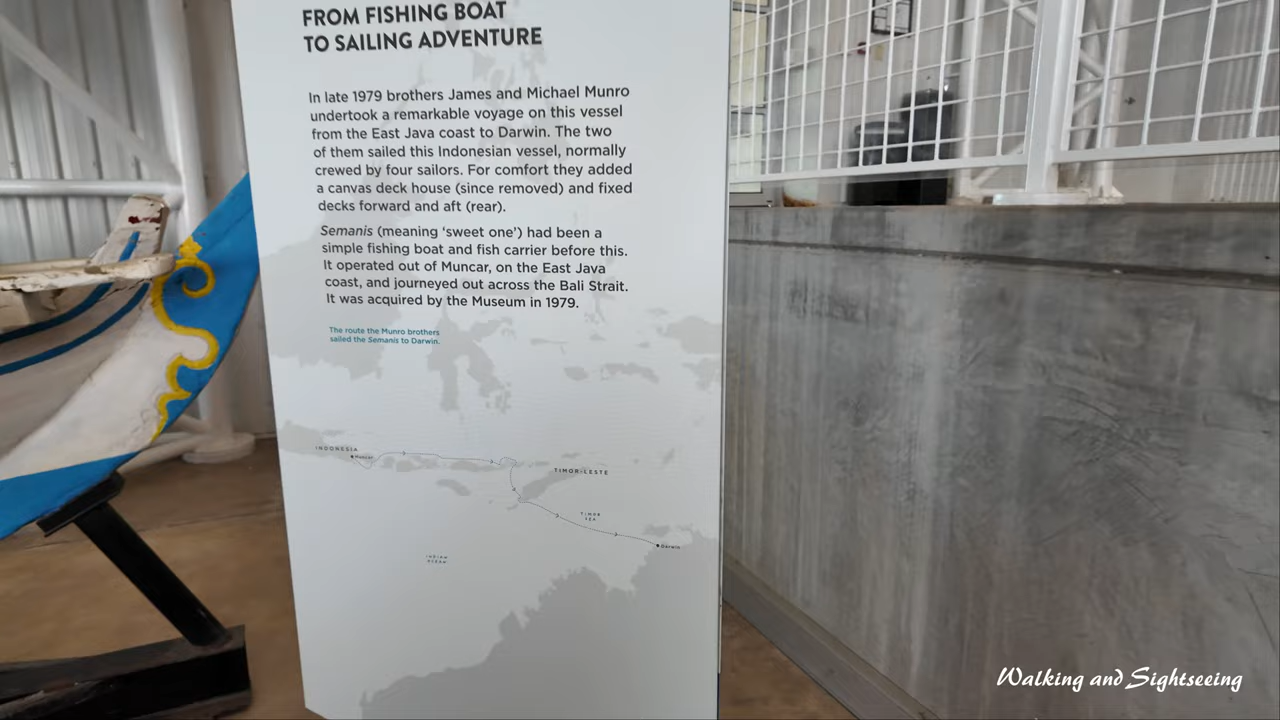 FROM FISHING BOAT
TO SAILING ADVENTURE
In late 1979 brothers James and Michael Munro
undertook a remarkable voyage on this vessel
from the East Java coast to Darwin. The two
of them sailed this Indonesian vessel, normally
crewed by four sailors. For comfort they added
a canvas deck house (since removed) and fixed
decks forward and aft (rear).
Semanis (meaning ‘sweet one’) had been a
simple fishing boat and fish carrier before this.
It operated out of Muncar, on the East Java
coast, and journeyed out across the Bali Strait.
It was acquired by the Museum in 1979.
The route the Munro brothers
sailed the Semanis to Darwin.
INDONESIA
Muncar
TIMOR-LESTE
TIMOR
SEA
Darwin
INDIAN
OCEAN
Walking and Sightseeing